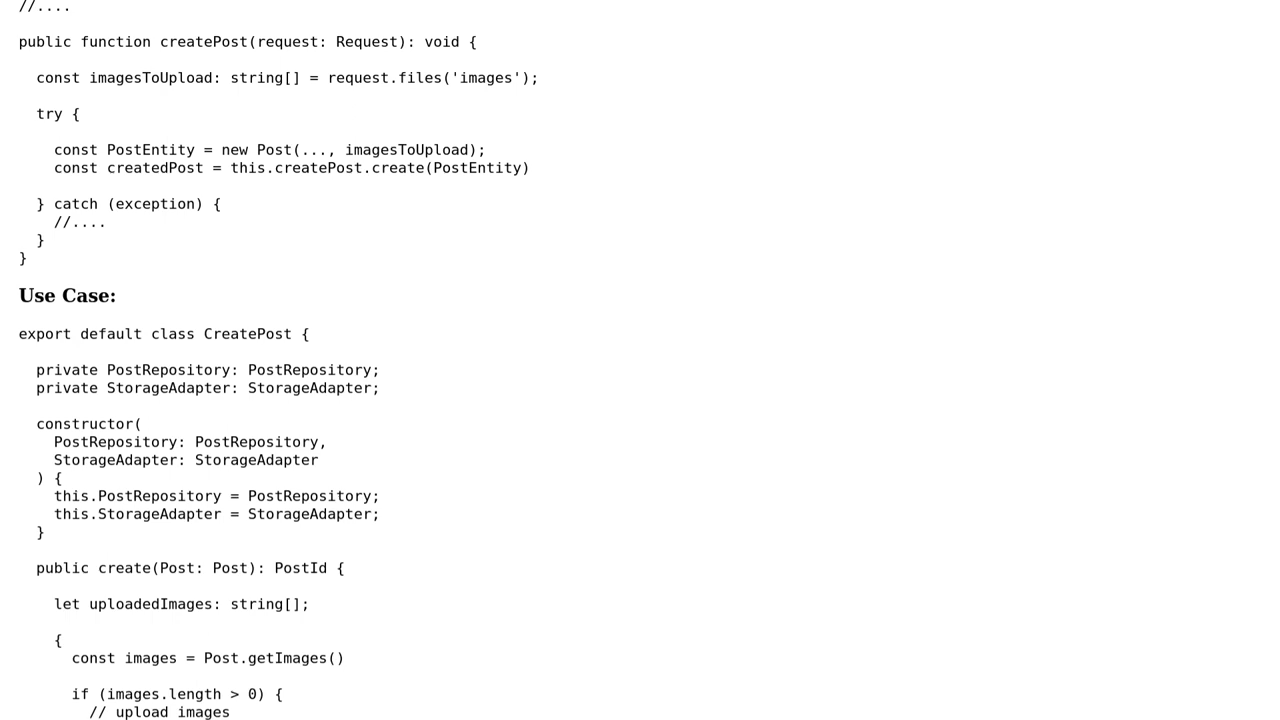 //....
public function createPost(request: Request): void {
const imagesToUpload: string[] = request.files('images');
try {
const PostEntity = new Post(..., imagesToUpload);
const createdPost = this.createPost.create(PostEntity)
} catch (exception) {
//....
}
}
Use Case:
export default class CreatePost {
private PostRepository: PostRepository;
private StorageAdapter: StorageAdapter;
constructor(
PostRepository: PostRepository,
StorageAdapter: StorageAdapter
) {
this.PostRepository = PostRepository;
this.StorageAdapter = StorageAdapter;
}
public create(Post: Post): PostId {
let uploadedImages: string[];
{
const images = Post.getImages()
if (images.length > 0) {
// upload images